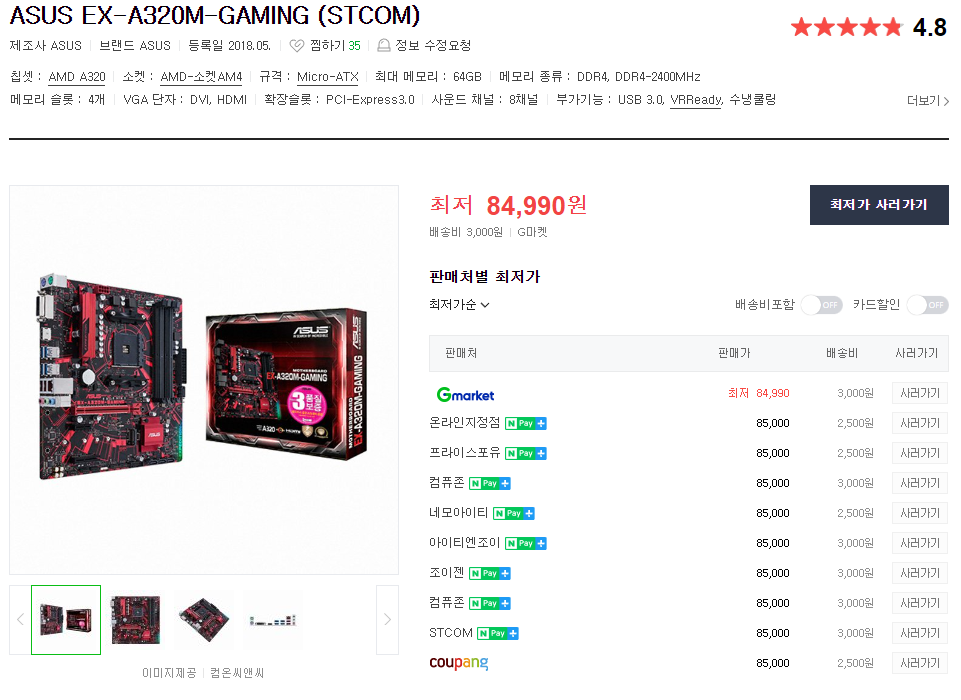 ASUS EX-A320M-GAMING (STCOM)
4.8
제조사 ASUS 브랜드 ASUS 등록일 2018.05. 찜하기 35 정보 수정요청
칩셋 : AMD A320 소켓 : AMD-소켓AM4 규격 : Micro-ATX 최대 메모리 : 64GB 메모리 종류 : DDR4, DDR4-2400MHz
메모리 슬롯 : 4개 VGA 단자 : DVI, HDMI 확장슬롯 : PCI-Express3.0 사운드 채널 : 8채널 부가기능 : USB 3.0, VRReady, 수냉쿨링
더보기
최저 84,990원
최저가 사러가기
배송비 3,000원 G마켓
판매처별 최저가
최저가순
배송비포함 OFF 카드할인 OFF
판매처 판매가 배송비 사러가기
Gmarket 최저 84,990 3,000원 사러가기
온라인지정점 N Pay + 85,000 2,500원 사러가기
프라이스포유 N Pay + 85,000 2,500원 사러가기
컴퓨존 N Pay + 85,000 3,000원 사러가기
네모아이티 N Pay + 85,000 2,500원 사러가기
아이티엔조이 N Pay + 85,000 3,000원 사러가기
조이젠 N Pay + 85,000 3,000원 사러가기
컴퓨존 N Pay + 85,000 3,000원 사러가기
STCOM N Pay + 85,000 3,000원 사러가기
coupang 85,000 2,500원 사러가기
ASUS
MOTHERBOARD
EX-A320M-GAMING
3
A320
HDMI
ASUS
MOTHERBOARD
EX-A320M-GAMING
이미지제공 컴온씨앤씨